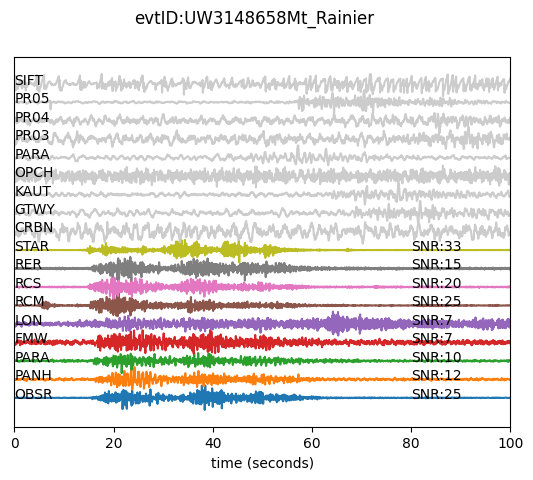 evtID:UW3148658Mt_Rainier
SIFT
PR05
PR04
PR03
PARA
OPCH
KAUT
GTWY
CRBN
STAR SNR:33
RER SNR:15
RCS SNR:20
RCM SNR:25
LON SNR:7
FMW SNR:7
PARA SNR:10
PANH SNR:12
OBSR SNR:25
0 20 40 60 80 100
time (seconds)